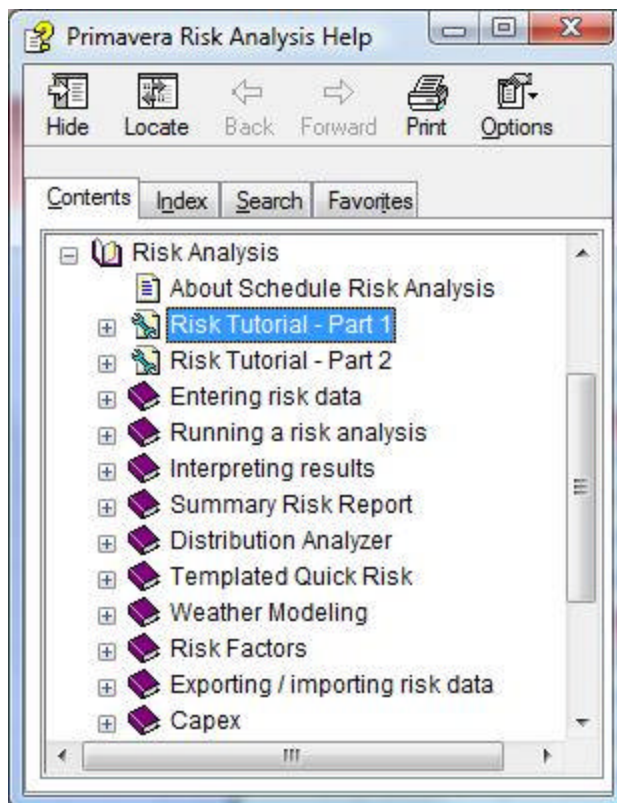 Primavera Risk Analysis Help
Hide Locate Back Forward Print Options
Contents Index Search Favorites
Risk Analysis
About Schedule Risk Analysis
Risk Tutorial - Part 1
Risk Tutorial - Part 2
Entering risk data
Running a risk analysis
Interpreting results
Summary Risk Report
Distribution Analyzer
Templated Quick Risk
Weather Modeling
Risk Factors
Exporting / importing risk data
Capex